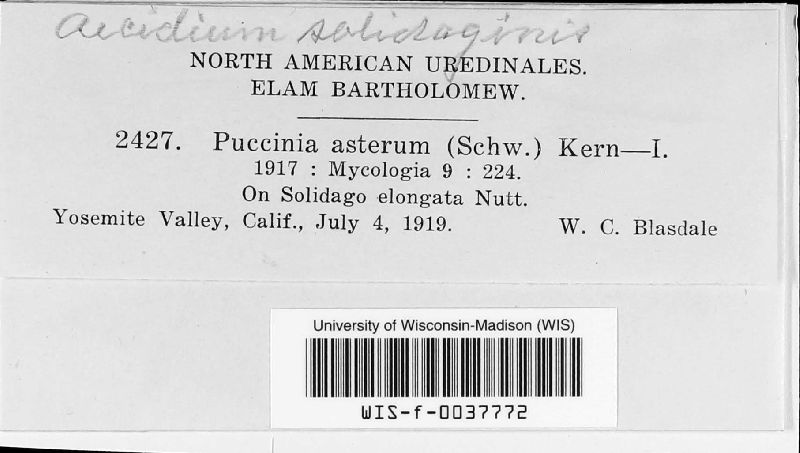 Aecidium solidaginis
NORTH AMERICAN UREDINALES.
ELAM BARTHOLOMEW.
2427. Puccinia asterum (Schw.) Kern—I.
1917 : Mycologia 9 : 224.
On Solidago elongata Nutt.
Yosemite Valley, Calif., July 4, 1919. W. C. Blasdale
University of Wisconsin-Madison (WIS)
WIS-f-0037772